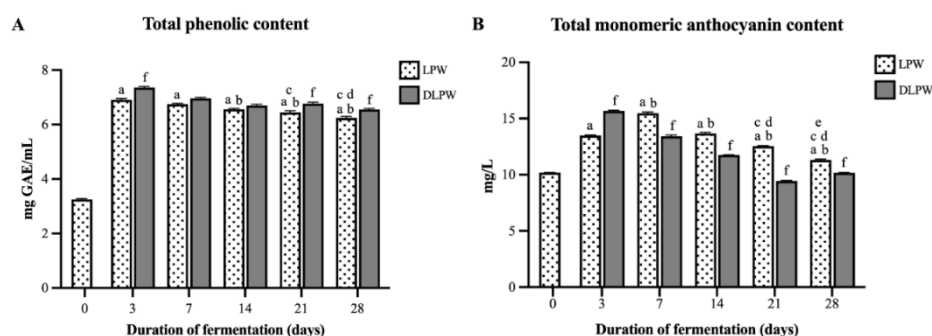 A
Total phenolic content
mg GAE/mL
8
6
4
2
0
a
f
a
a b
c
a b
f
c d
a b
f
LPW
DLPW
0 3 7 14 21 28
Duration of fermentation (days)
B
Total monomeric anthocyanin content
mg/L
20
15
10
5
0
a
f
a b
f
a b
f
c d
a b
f
e
c d
a b
f
LPW
DLPW
0 3 7 14 21 28
Duration of fermentation (days)